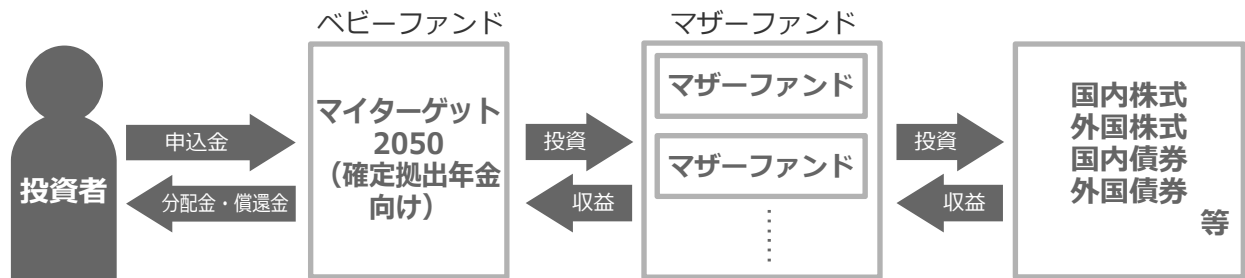 ベビーファンド
マザーファンド
投資者
申込金
分配金・償還金
マイターゲット
2050
（確定拠出年金
向け）
投資
収益
マザーファンド
マザーファンド
投資
収益
国内株式
外国株式
国内債券
外国債券
等